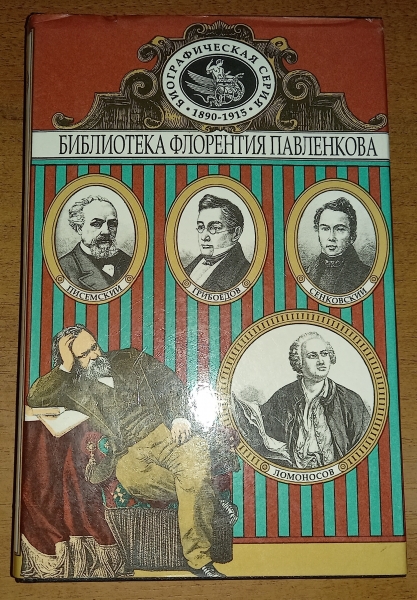 БИОГРАФИЧЕСКАЯ СЕРИЯ
•1890-1915•
БИБЛИОТЕКА ФЛОРЕНТИЯ ПАВЛЕНКОВА
ПИСЕМСКИЙ
ГРИБОЕДОВ
СЕНКОВСКИЙ
ЛОМОНОСОВ